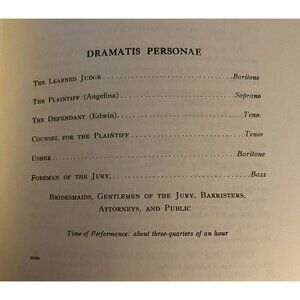 DRAMATIS PERSONAE
THE LEARNED JUDGE Baritone
THE PLAINTIFF (Angelina) Soprano
THE DEFENDANT (Edwin) Tenor
COUNSEL FOR THE PLAINTIFF Tenor
USHER Baritone
FOREMAN OF THE JURY Bass
BRIDESMAIDS, GENTLEMEN OF THE JURY, BARRISTERS,
ATTORNEYS, AND PUBLIC
Time of Performance: about three-quarters of an hour